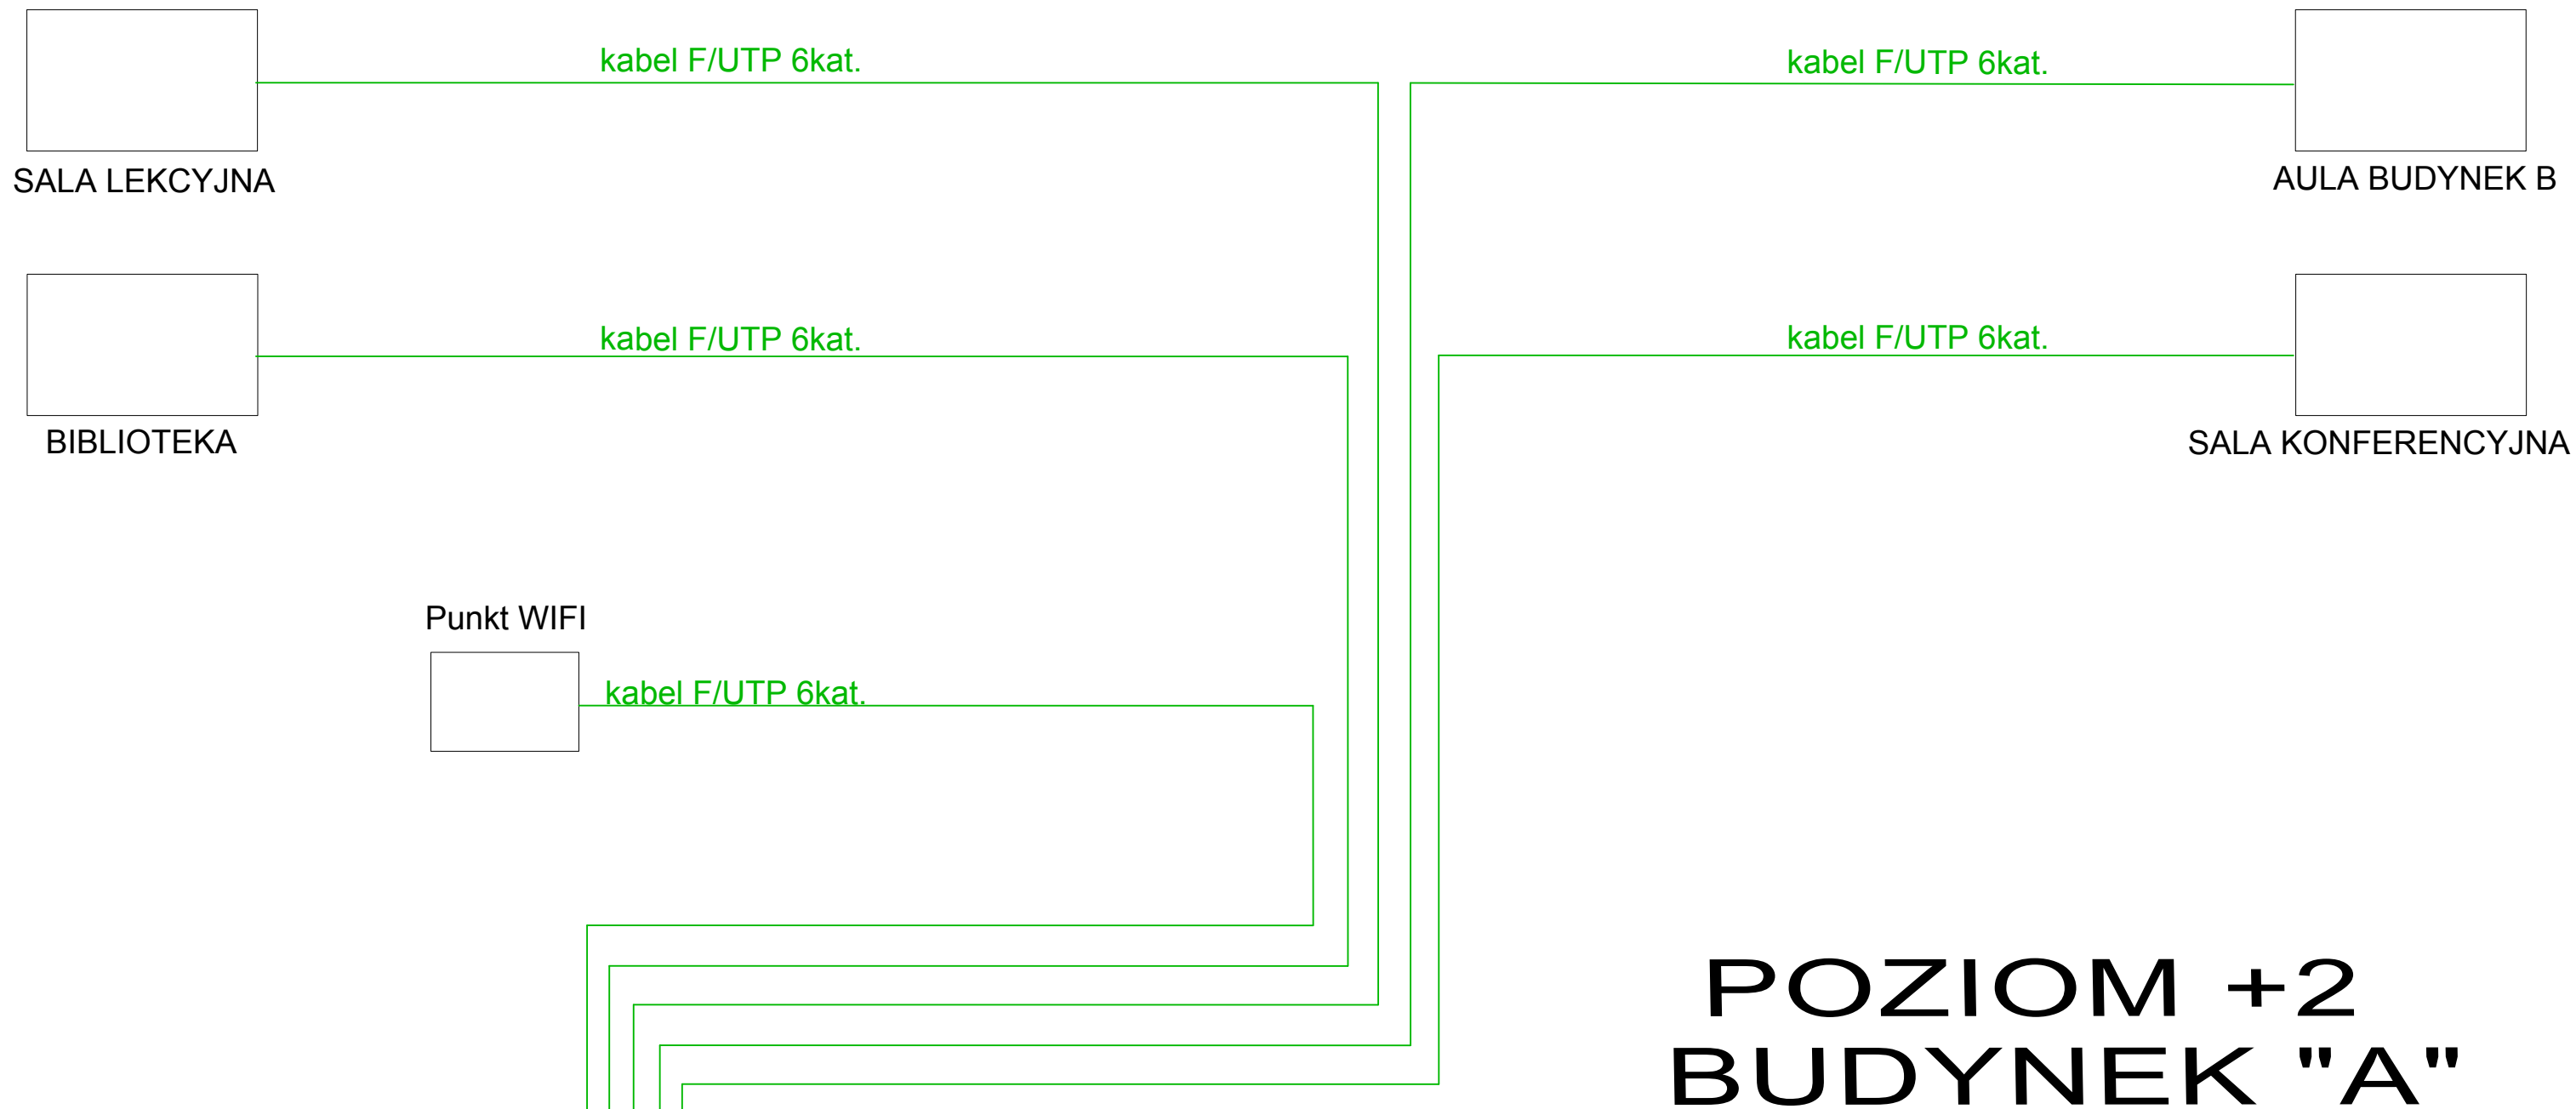 kabel F/UTP 6kat.
kabel F/UTP 6kat.
SALA LEKCYJNA
AULA BUDYNEK B
kabel F/UTP 6kat.
kabel F/UTP 6kat.
BIBLIOTEKA
SALA KONFERENCYJNA
Punkt WIFI
kabel F/UTP 6kat.
POZIOM +2
BUDYNEK "A"